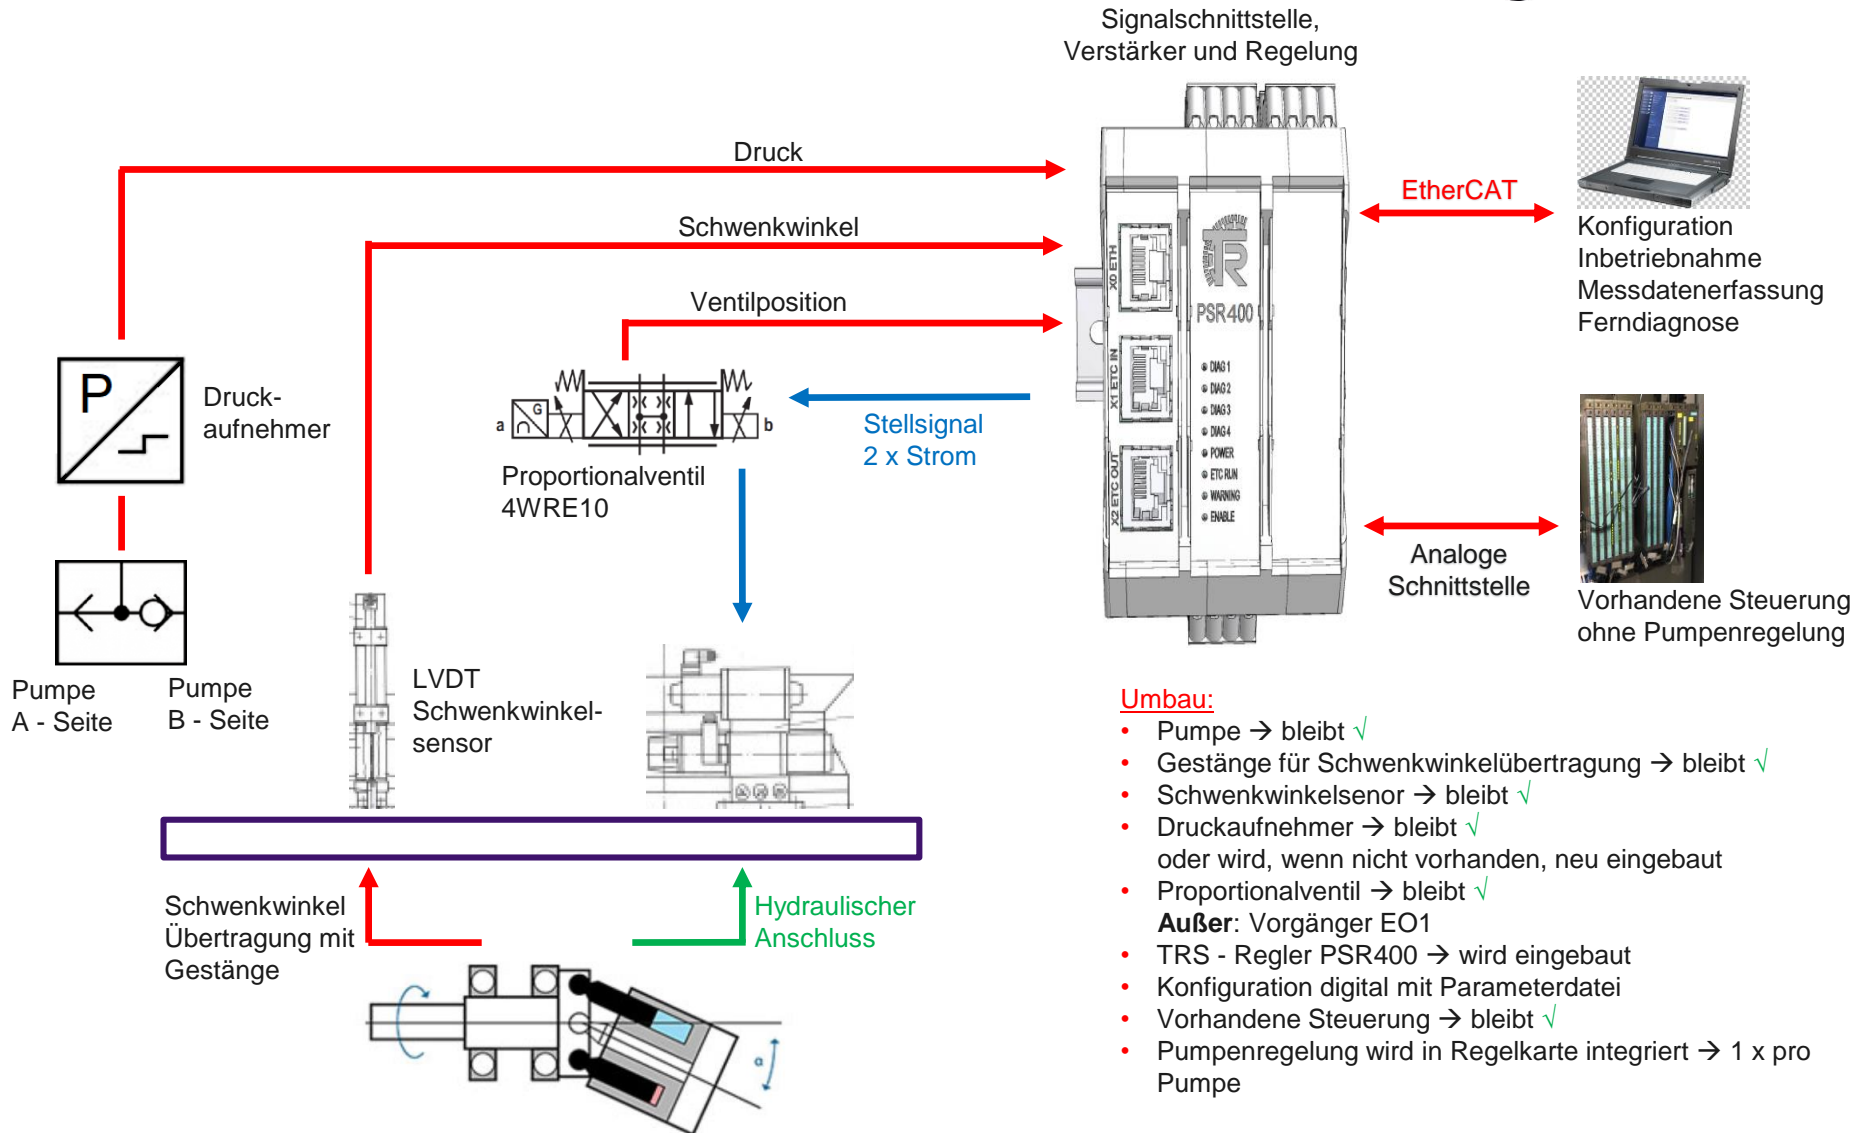 Signalschnittstelle,
Verstärker und Regelung
Druck
EtherCAT
Schwenkwinkel
Konfiguration
Inbetriebnahme
Messdatenerfassung
Ferndiagnose
Ventilposition
X0 ETH
X1 ETC IN
X2 ETC OUT
TR
PSR400
DIAG 1
DIAG 2
DIAG 3
DIAG 4
POWER
ETC RUN
WARNING
ENABLE
P
Druck-
aufnehmer
a
G
b
Stellsignal
2 x Strom
Proportionalventil
4WRE10
Analoge
Schnittstelle
Vorhandene Steuerung
ohne Pumpenregelung
Pumpe
A - Seite
Pumpe
B - Seite
LVDT
Schwenkwinkel-
sensor
Umbau:
• Pumpe → bleibt √
• Gestänge für Schwenkwinkelübertragung → bleibt √
• Schwenkwinkelsenor → bleibt √
• Druckaufnehmer → bleibt √
oder wird, wenn nicht vorhanden, neu eingebaut
• Proportionalventil → bleibt √
Außer: Vorgänger EO1
• TRS - Regler PSR400 → wird eingebaut
• Konfiguration digital mit Parameterdatei
• Vorhandene Steuerung → bleibt √
• Pumpenregelung wird in Regelkarte integriert → 1 x pro
Pumpe
Schwenkwinkel
Übertragung mit
Gestänge
Hydraulischer
Anschluss
α